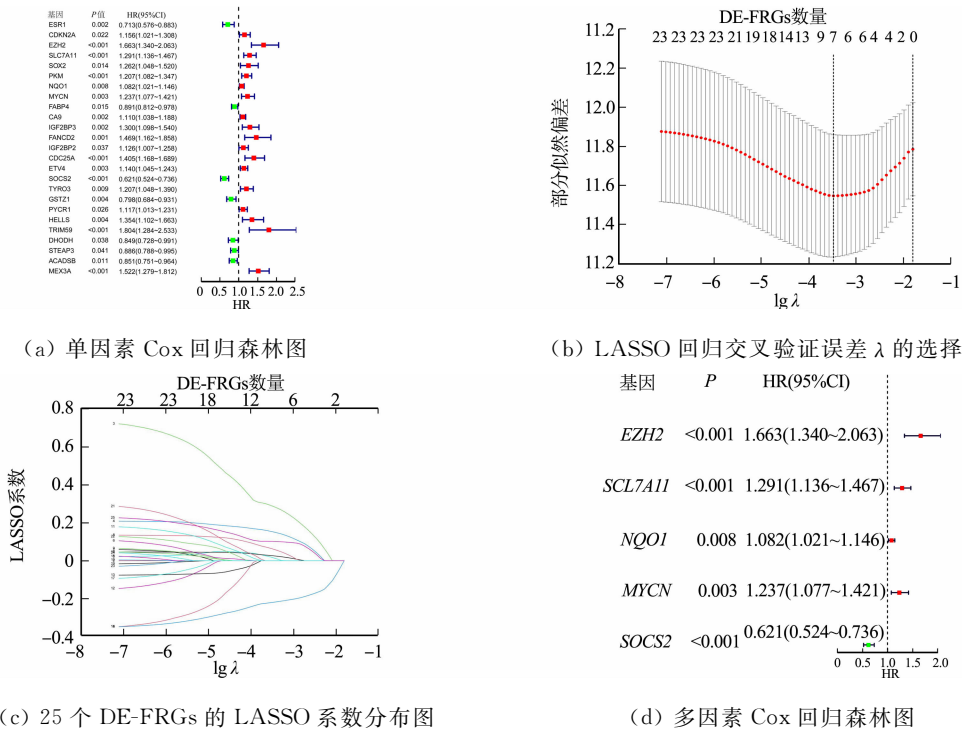 基因 P值 HR(95%CI)
ESR1 0.002 0.713(0.576~0.883)
CDKN2A 0.022 1.156(1.021~1.308)
EZH2 <0.001 1.663(1.340~2.063)
SLC7A11 <0.001 1.291(1.136~1.467)
SOX2 0.014 1.262(1.048~1.520)
PKM <0.001 1.207(1.082~1.347)
NQO1 0.008 1.082(1.021~1.146)
MYCN 0.003 1.237(1.077~1.421)
FABP4 0.015 0.891(0.812~0.978)
CA9 0.002 1.110(1.038~1.188)
IGF2BP3 0.002 1.300(1.098~1.540)
FANCD2 0.001 1.469(1.162~1.858)
IGF2BP2 0.037 1.126(1.007~1.258)
CDC25A <0.001 1.405(1.168~1.689)
ETV4 0.003 1.140(1.045~1.243)
SOCS2 <0.001 0.621(0.524~0.736)
TYRO3 0.009 1.207(1.048~1.390)
GSTZ1 0.004 0.798(0.684~0.931)
PYCR1 0.026 1.117(1.013~1.231)
HELLS 0.004 1.354(1.102~1.663)
TRIM59 <0.001 1.804(1.284~2.533)
DHODH 0.038 0.849(0.728~0.991)
STEAP3 0.041 0.886(0.788~0.995)
ACADSB 0.011 0.851(0.751~0.964)
MEX3A <0.001 1.522(1.279~1.812)
0 0.5 1.0 1.5 2.0 2.5
HR
(a) 单因素 Cox 回归森林图
DE-FRGs数量
23 23 23 23 21 19 18 14 13 9 7 6 6 4 2 0
12.2
12.0
11.8
11.6
11.4
11.2
部分似然偏差
−8 −7 −6 −5 −4 −3 −2 −1
lg λ
(b) LASSO 回归交叉验证误差 λ 的选择
DE-FRGs数量
23 23 18 12 6 2
0.8
0.6
0.4
0.2
0
−0.2
−0.4
LASSO系数
−8 −7 −6 −5 −4 −3 −2 −1
lg λ
(c) 25 个 DE-FRGs 的 LASSO 系数分布图
基因 P HR(95%CI)
EZH2 <0.001 1.663(1.340~2.063)
SCL7A11 <0.001 1.291(1.136~1.467)
NQO1 0.008 1.082(1.021~1.146)
MYCN 0.003 1.237(1.077~1.421)
SOCS2 <0.001 0.621(0.524~0.736)
0 0.5 1.0 1.5 2.0
HR
(d) 多因素 Cox 回归森林图